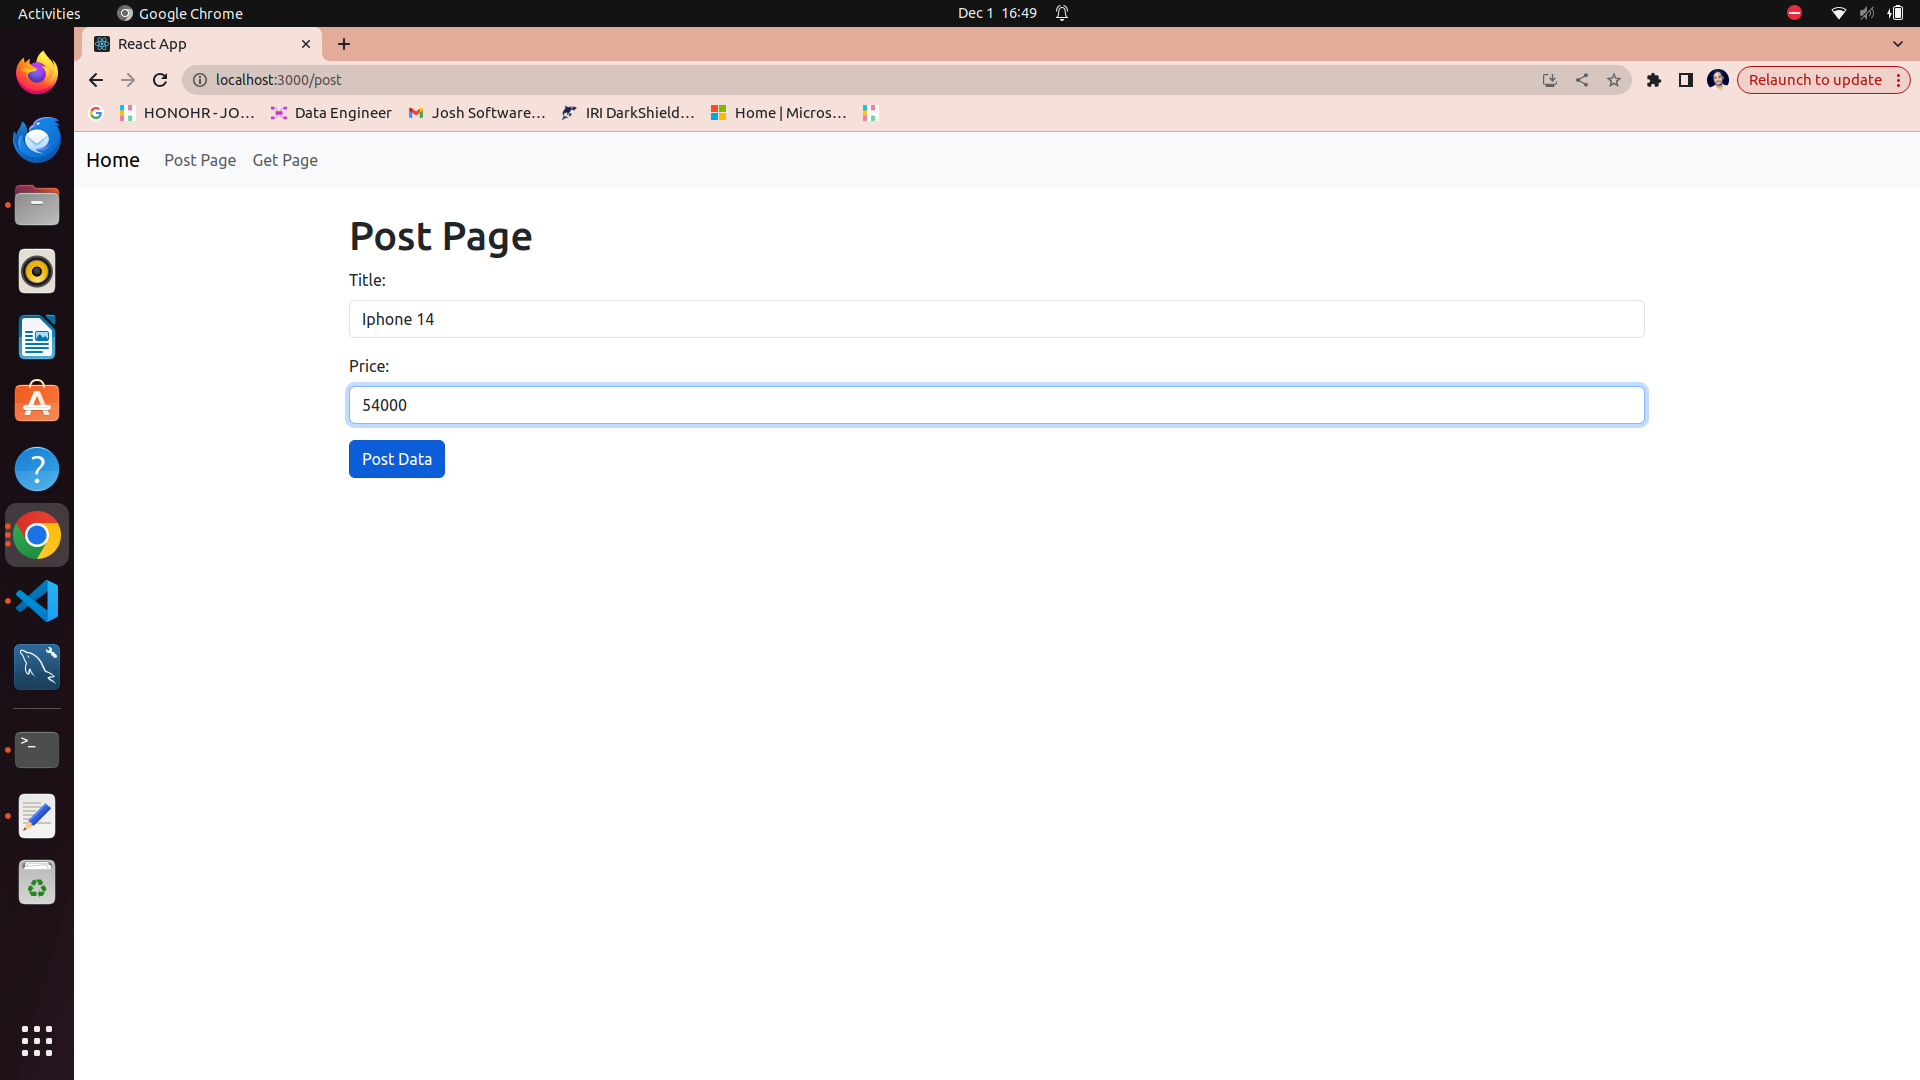 Activities Google Chrome Dec 1 16:49
React App
localhost:3000/post Relaunch to update
HONOHR - JO... Data Engineer Josh Software... IRI DarkShield... Home | Micros...
Home Post Page Get Page
Post Page
Title:
Iphone 14
Price:
54000
Post Data